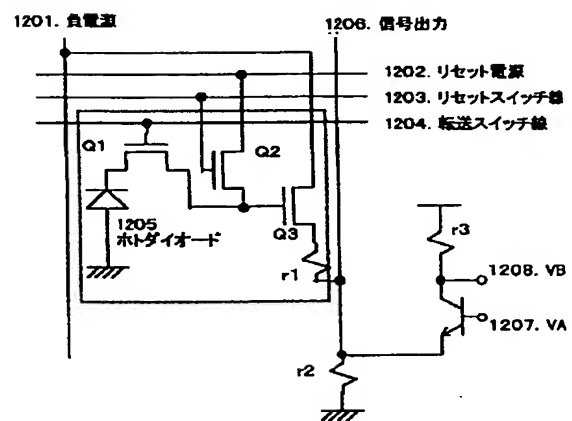 1201. 負電源
1206. 信号出力
1202. リセット電源
1203. リセットスイッチ線
1204. 転送スイッチ線
Q1
Q2
1205
ホトダイオード
Q3
r1
r3
1208. VB
1207. VA
r2